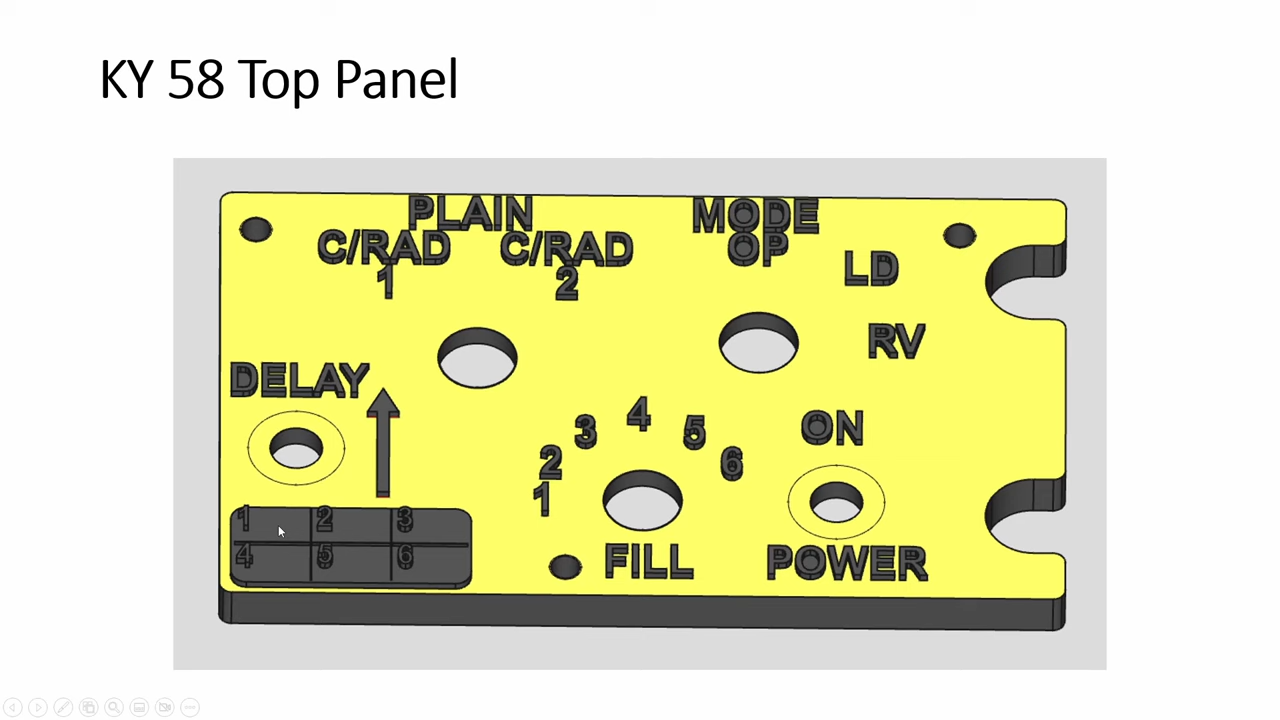 KY 58 Top Panel
PLAIN
C/RAD
1
C/RAD
2
MODE
OP
LD
RV
DELAY
1
2
3
4
5
6
FILL
ON
POWER
1 2 3
4 5 6